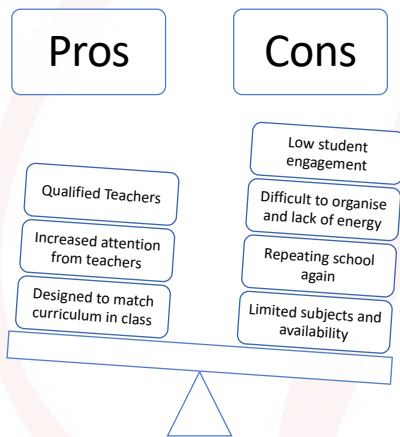 Pros
Cons
Qualified Teachers
Increased attention
from teachers
Designed to match
curriculum in class
Low student
engagement
Difficult to organise
and lack of energy
Repeating school
again
Limited subjects and
availability